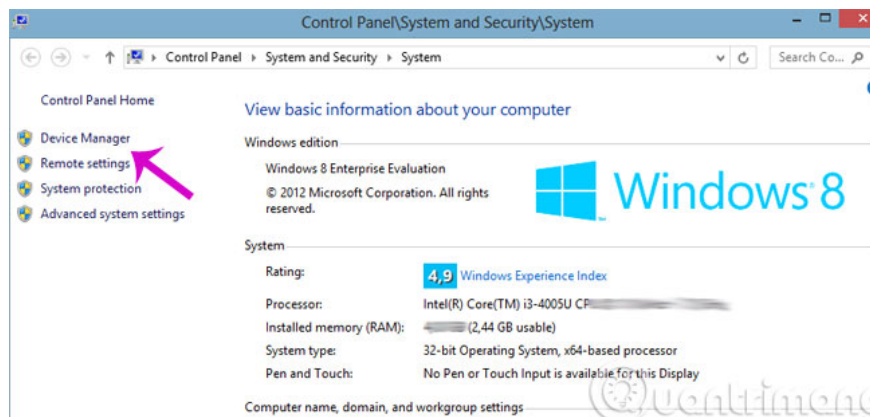 Control Panel\System and Security\System
Control Panel System and Security System Search Co...
Control Panel Home
Device Manager
Remote settings
System protection
Advanced system settings
View basic information about your computer
Windows edition
Windows 8 Enterprise Evaluation
© 2012 Microsoft Corporation. All rights
reserved.
Windows 8
System
Rating: 4,9 Windows Experience Index
Processor: Intel(R) Core(TM) i3-4005U
Installed memory (RAM): (2,44 GB usable)
System type: 32-bit Operating System, x64-based processor
Pen and Touch: No Pen or Touch Input is available for this Display
Computer name, domain, and workgroup settings
Quantrimang